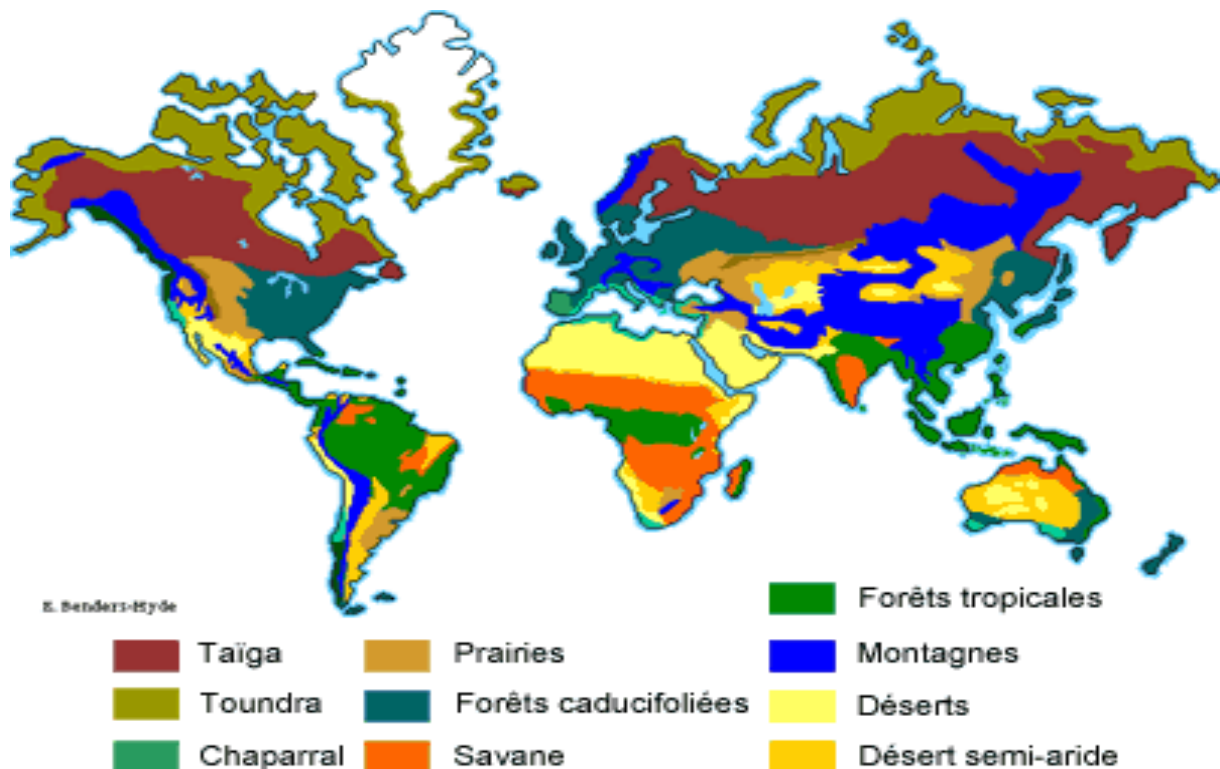 E. Benders-Hyde
Forêts tropicales
Taïga
Prairies
Montagnes
Toundra
Forêts caducifoliées
Déserts
Chaparral
Savane
Désert semi-aride